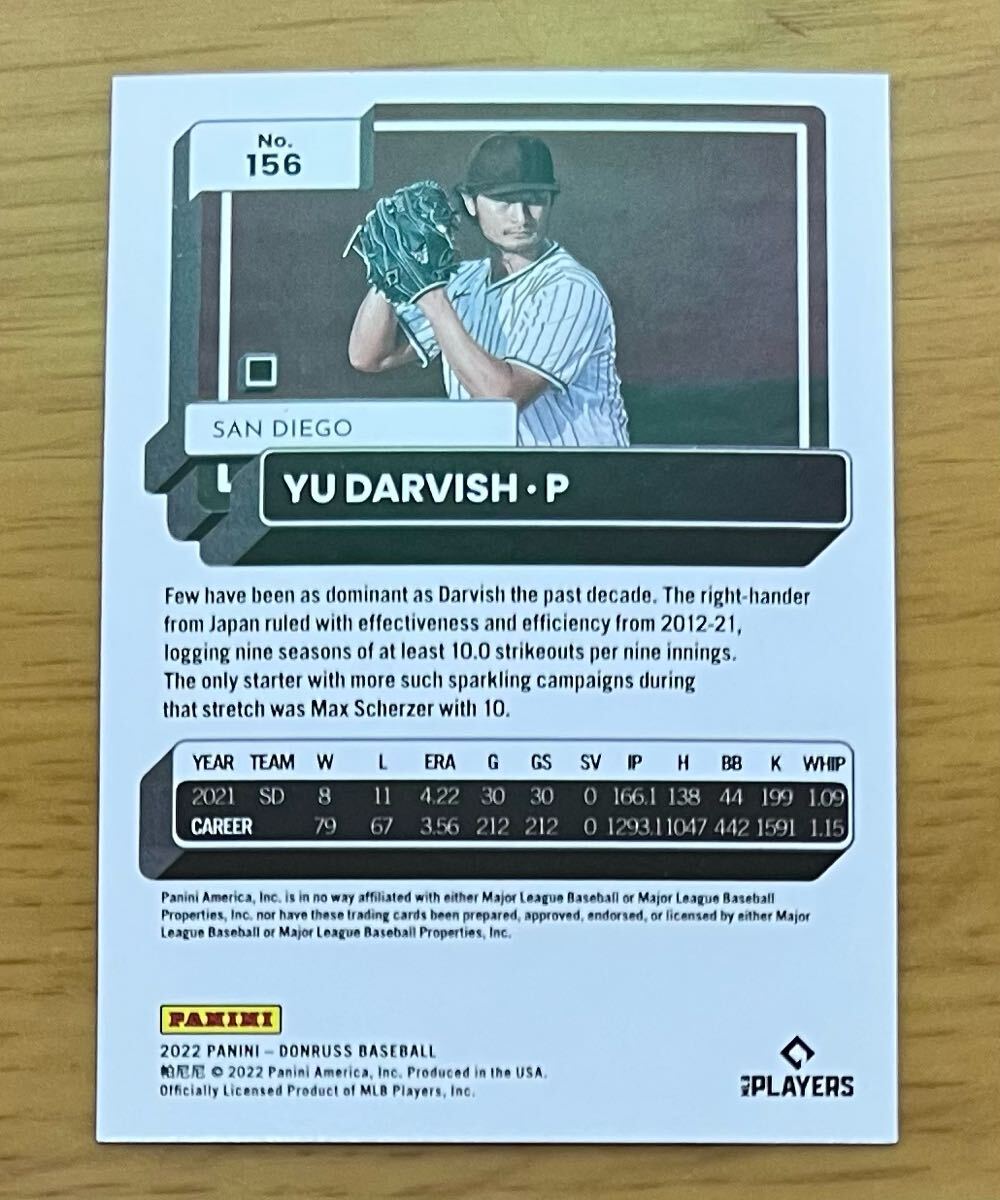 No.
156
SAN DIEGO
YU DARVISH • P
Few have been as dominant as Darvish the past decade. The right-hander
from Japan ruled with effectiveness and efficiency from 2012-21,
logging nine seasons of at least 10.0 strikeouts per nine innings.
The only starter with more such sparkling campaigns during
that stretch was Max Scherzer with 10.
YEAR TEAM W L ERA G GS SV IP H BB K WHIP
2021 SD 8 11 4.22 30 30 0 166.1 138 44 199 1.09
CAREER 79 67 3.56 212 212 0 1293.1 1047 442 1591 1.15
Panini America, Inc. is in no way affiliated with either Major League Baseball or Major League Baseball
Properties, Inc. nor have these trading cards been prepared, approved, endorsed, or licensed by either Major
League Baseball or Major League Baseball Properties, Inc.
PANINI
2022 PANINI – DONRUSS BASEBALL
帕尼尼 © 2022 Panini America, Inc. Produced in the USA.
Officially Licensed Product of MLB Players, Inc.
MLB PLAYERS